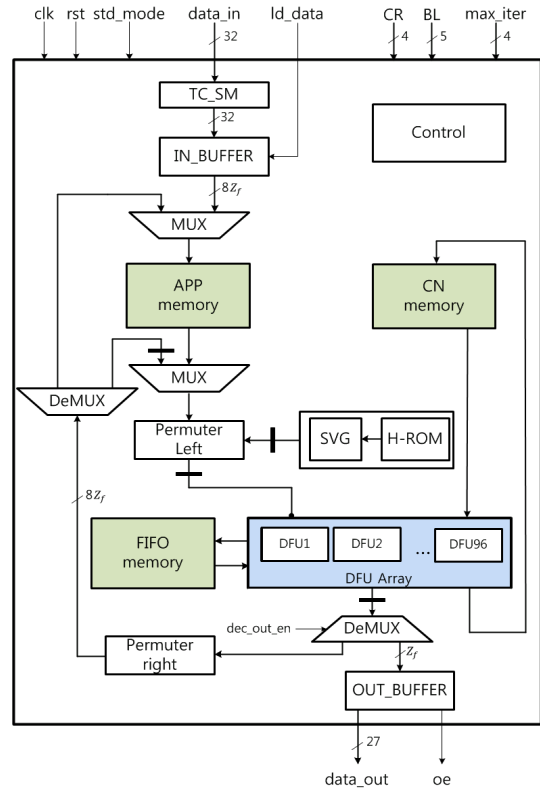 clk rst std_mode data_in ld_data CR BL max_iter
32 4 5 4
TC_SM
32
Control
IN_BUFFER
8Zf
MUX
APP
memory
CN
memory
MUX
DeMUX
Permuter
Left
SVG
H-ROM
8Zf
FIFO
memory
DFU1 DFU2 ... DFU96
DFU Array
dec_out_en
DeMUX
Permuter
right
Zf
OUT_BUFFER
27
data_out oe